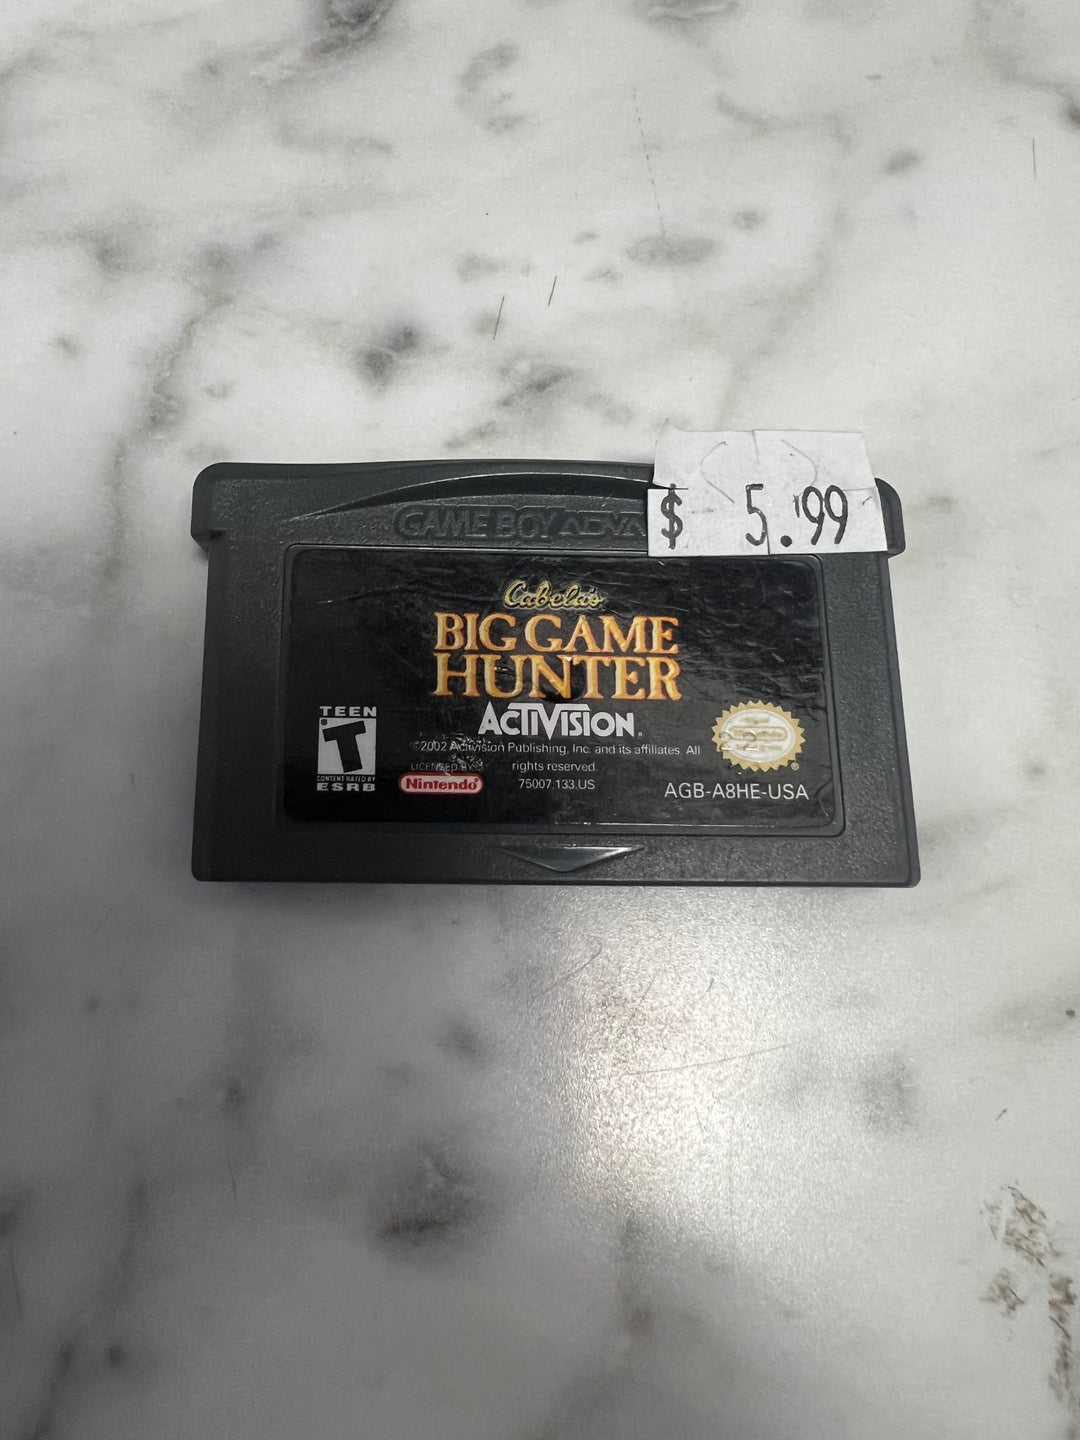 $ 5.99
GAME BOY ADVA
Cabela's
BIG GAME
HUNTER
ACTIVISION®
TEEN
T
CONTENT RATED BY
ESRB
©2002 Activision Publishing, Inc. and its affiliates. All
rights reserved.
75007.133.US
LICENSED BY
Nintendo®
AGB-A8HE-USA